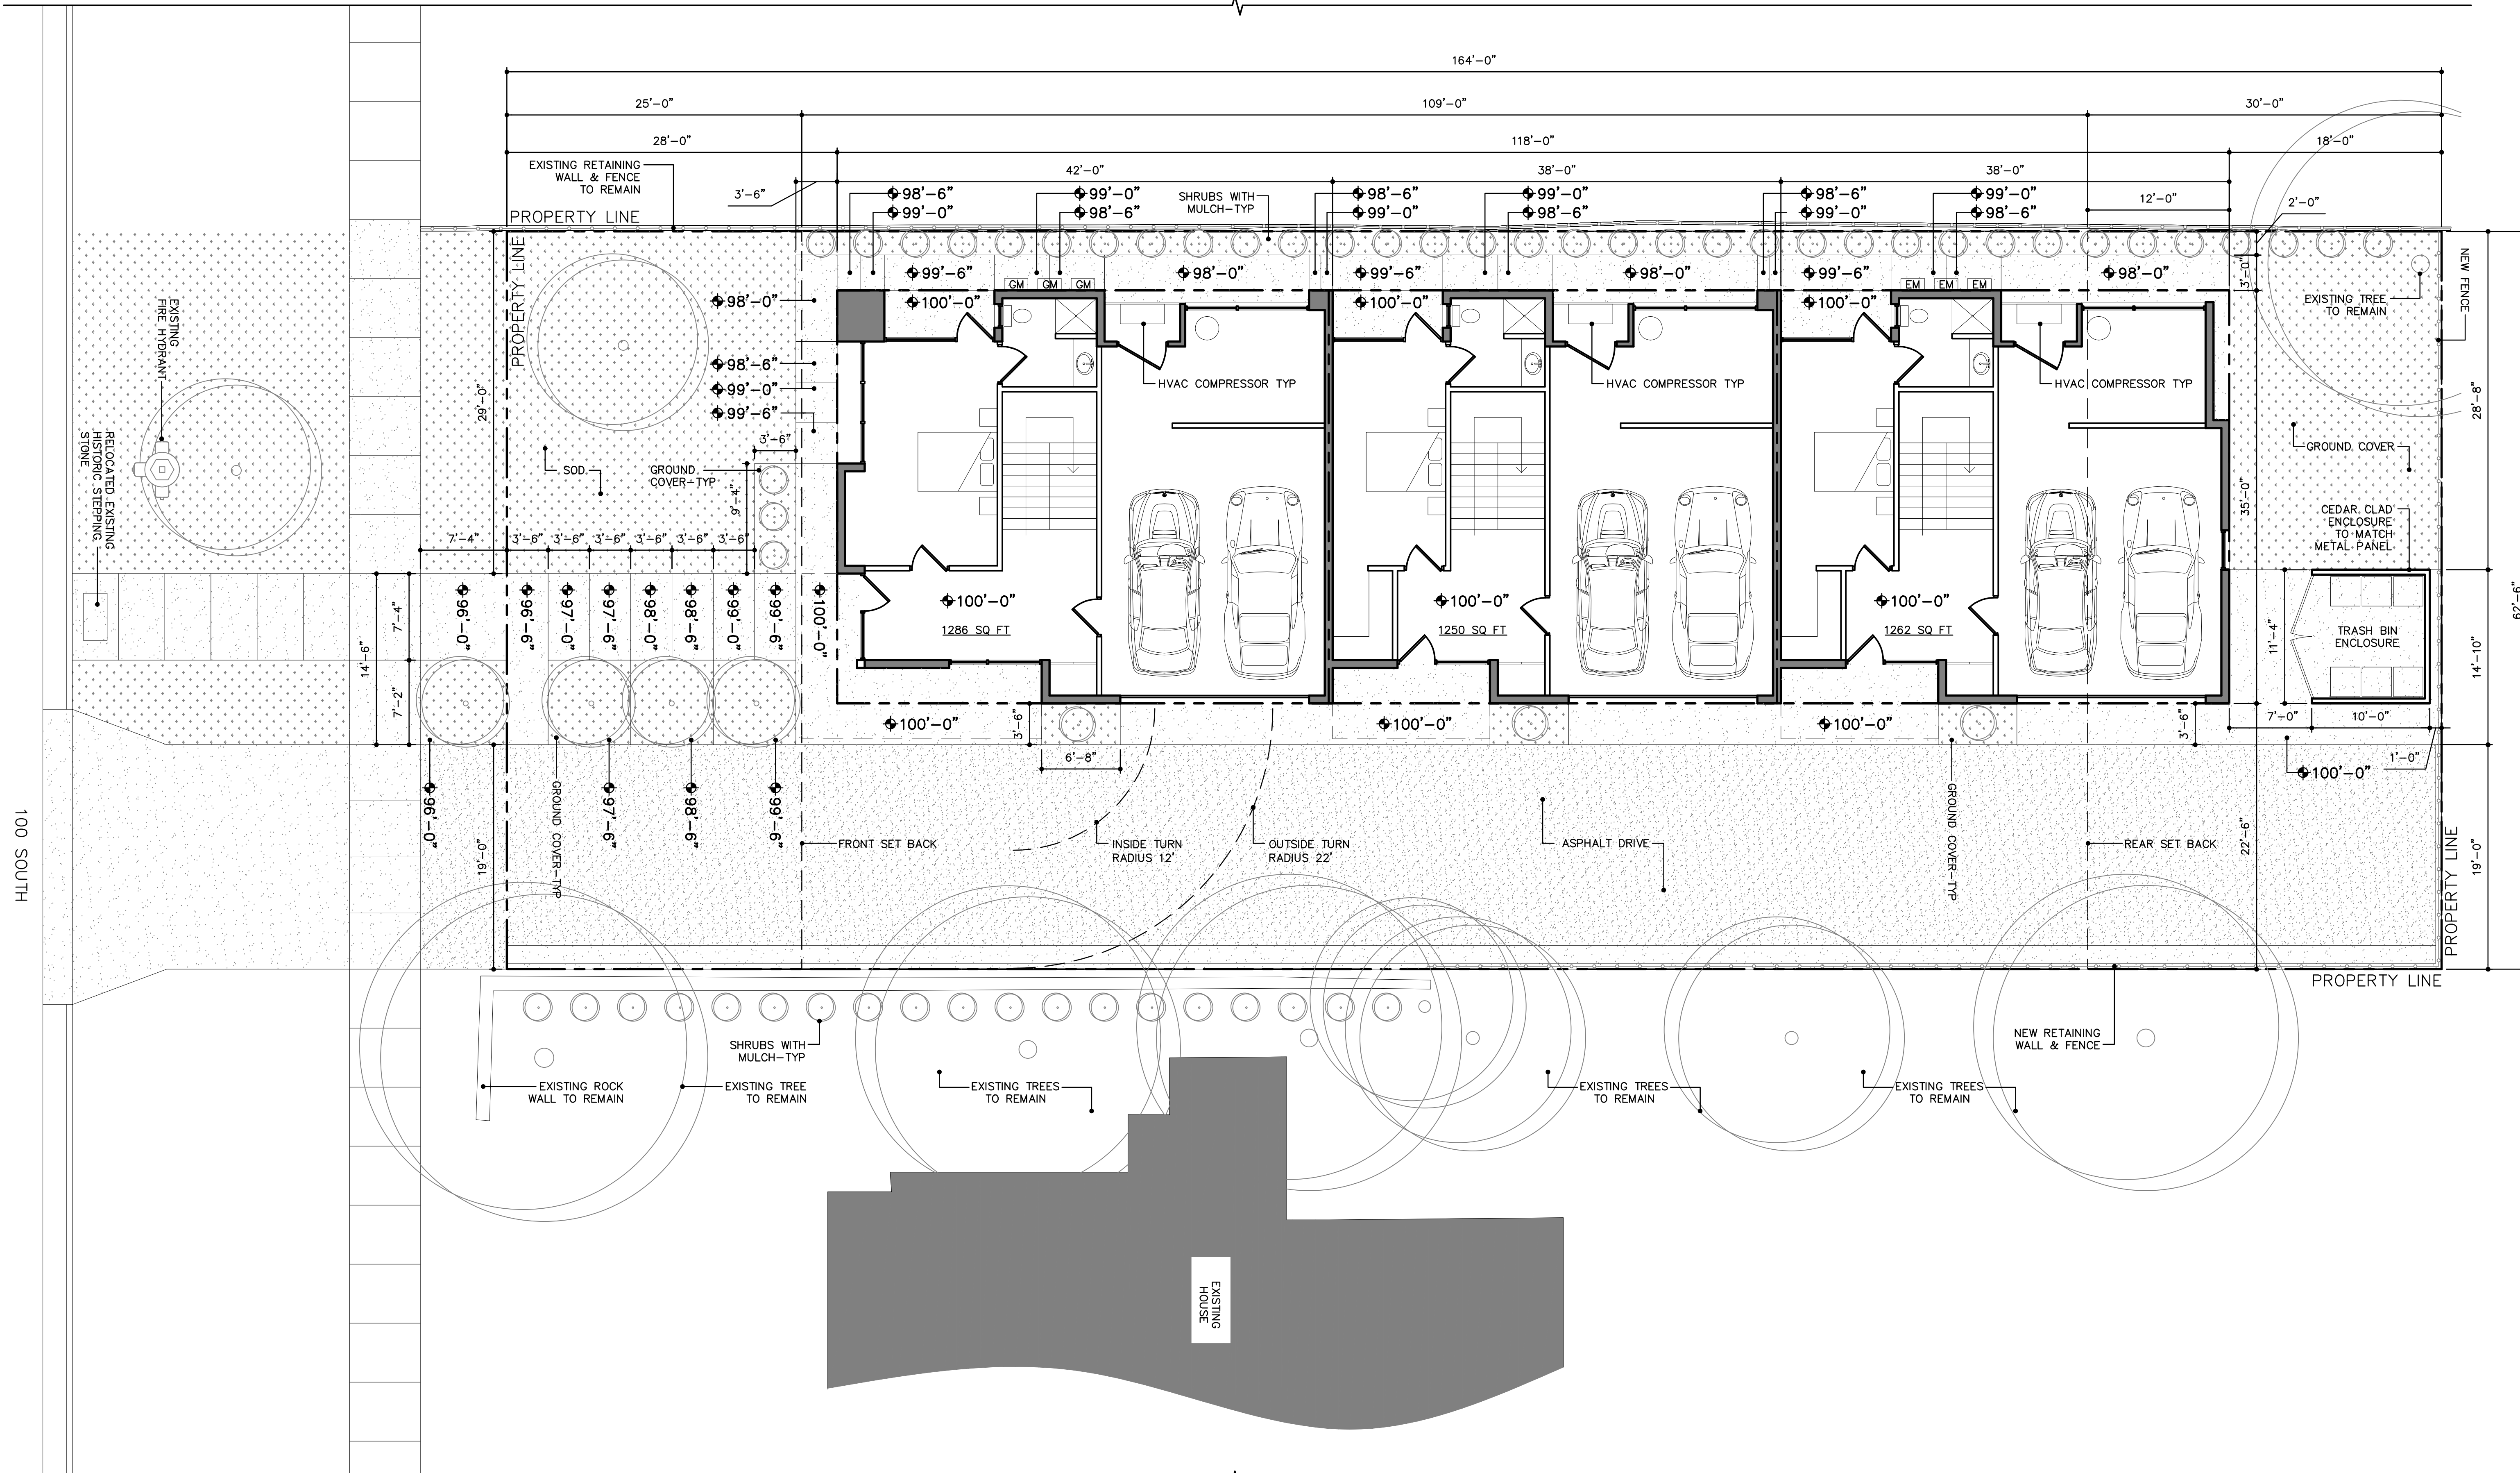 164'-0"
25'-0"
109'-0"
30'-0"
28'-0"
118'-0"
18'-0"
EXISTING RETAINING
WALL & FENCE
TO REMAIN
3'-6"
42'-0"
38'-0"
38'-0"
98'-6"
99'-0"
99'-0"
98'-6"
SHRUBS WITH
MULCH-TYP
98'-6"
99'-0"
99'-0"
98'-6"
98'-6"
99'-0"
99'-0"
98'-6"
12'-0"
2'-0"
PROPERTY LINE
PROPERTY LINE
99'-6"
98'-0"
99'-6"
98'-0"
99'-6"
98'-0"
3'-0"
NEW FENCE
GM
GM
GM
EM
EM
EM
98'-0"
100'-0"
100'-0"
100'-0"
EXISTING TREE
TO REMAIN
EXISTING
FIRE HYDRANT
98'-6"
99'-0"
99'-6"
HVAC COMPRESSOR TYP
HVAC COMPRESSOR TYP
HVAC COMPRESSOR TYP
28'-8"
29'-0"
RELOCATED EXISTING
HISTORIC STEPPING
STONE
3'-6"
SOD
GROUND
COVER-TYP
9'-4"
GROUND COVER
35'-0"
CEDAR CLAD
ENCLOSURE
TO MATCH
METAL PANEL
7'-4"
3'-6"
3'-6"
3'-6"
3'-6"
3'-6"
3'-6"
96'-0"
96'-6"
97'-0"
97'-6"
98'-0"
98'-6"
99'-0"
99'-6"
100'-0"
100'-0"
1286 SQ FT
100'-0"
1250 SQ FT
100'-0"
1262 SQ FT
7'-4"
14'-6"
7'-2"
11'-4"
TRASH BIN
ENCLOSURE
62'-6"
14'-10"
100'-0"
3'-6"
100'-0"
100'-0"
3'-6"
7'-0"
10'-0"
6'-8"
100'-0"
1'-0"
96'-0"
GROUND COVER-TYP
97'-6"
98'-6"
99'-6"
19'-0"
FRONT SET BACK
INSIDE TURN
RADIUS 12'
OUTSIDE TURN
RADIUS 22'
ASPHALT DRIVE
GROUND COVER-TYP
REAR SET BACK
22'-6"
PROPERTY LINE
19'-0"
100 SOUTH
PROPERTY LINE
SHRUBS WITH
MULCH-TYP
NEW RETAINING
WALL & FENCE
EXISTING ROCK
WALL TO REMAIN
EXISTING TREE
TO REMAIN
EXISTING TREES
TO REMAIN
EXISTING TREES
TO REMAIN
EXISTING TREES
TO REMAIN
EXISTING
HOUSE